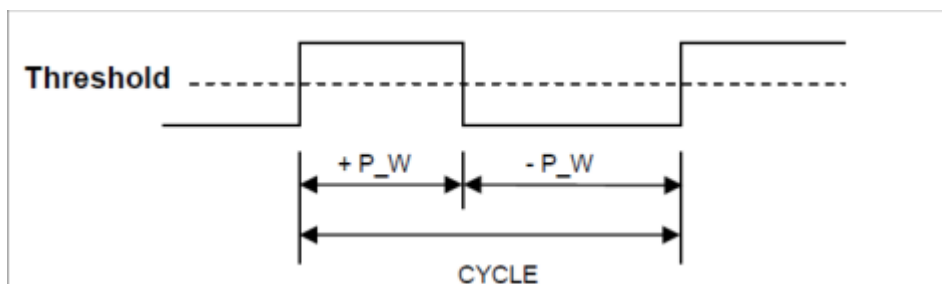 Threshold
+ P_W
- P_W
CYCLE